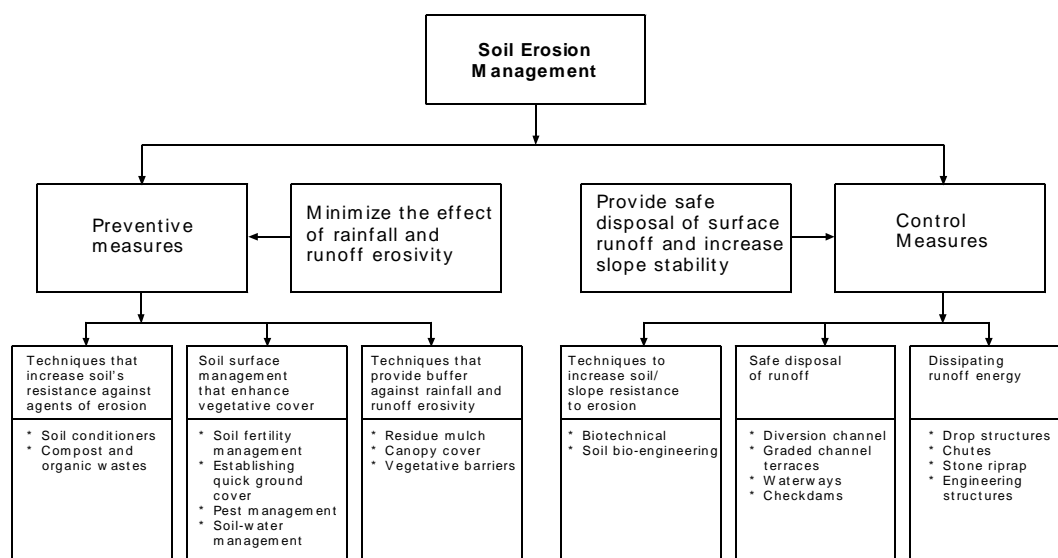 Soil Erosion
Management
Preventive
measures
Minimize the effect
of rainfall and
runoff erosivity
Provide safe
disposal of surface
runoff and increase
slope stability
Control
Measures
Techniques that
increase soil's
resistance against
agents of erosion
* Soil conditioners
* Compost and
organic wastes
Soil surface
management
that enhance
vegetative cover
* Soil fertility
management
* Establishing
quick ground
cover
* Pest management
* Soil-water
management
Techniques that
provide buffer
against rainfall and
runoff erosivity
* Residue mulch
* Canopy cover
* Vegetative barriers
Techniques to
increase soil/
slope resistance
to erosion
* Biotechnical
* Soil bio-engineering
Safe disposal
of runoff
* Diversion channel
* Graded channel
terraces
* Waterways
* Checkdams
Dissipating
runoff energy
* Drop structures
* Chutes
* Stone riprap
* Engineering
structures